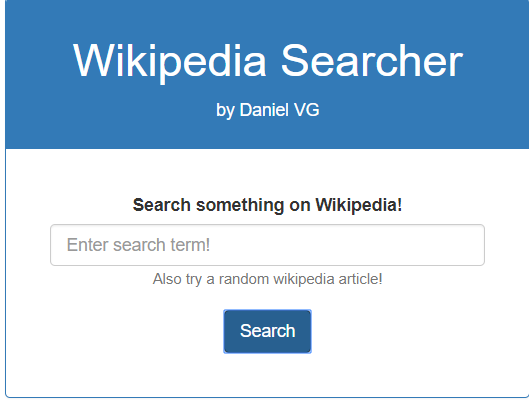 Wikipedia Searcher
by Daniel VG
Search something on Wikipedia!
Enter search term!
Also try a random wikipedia article!
Search